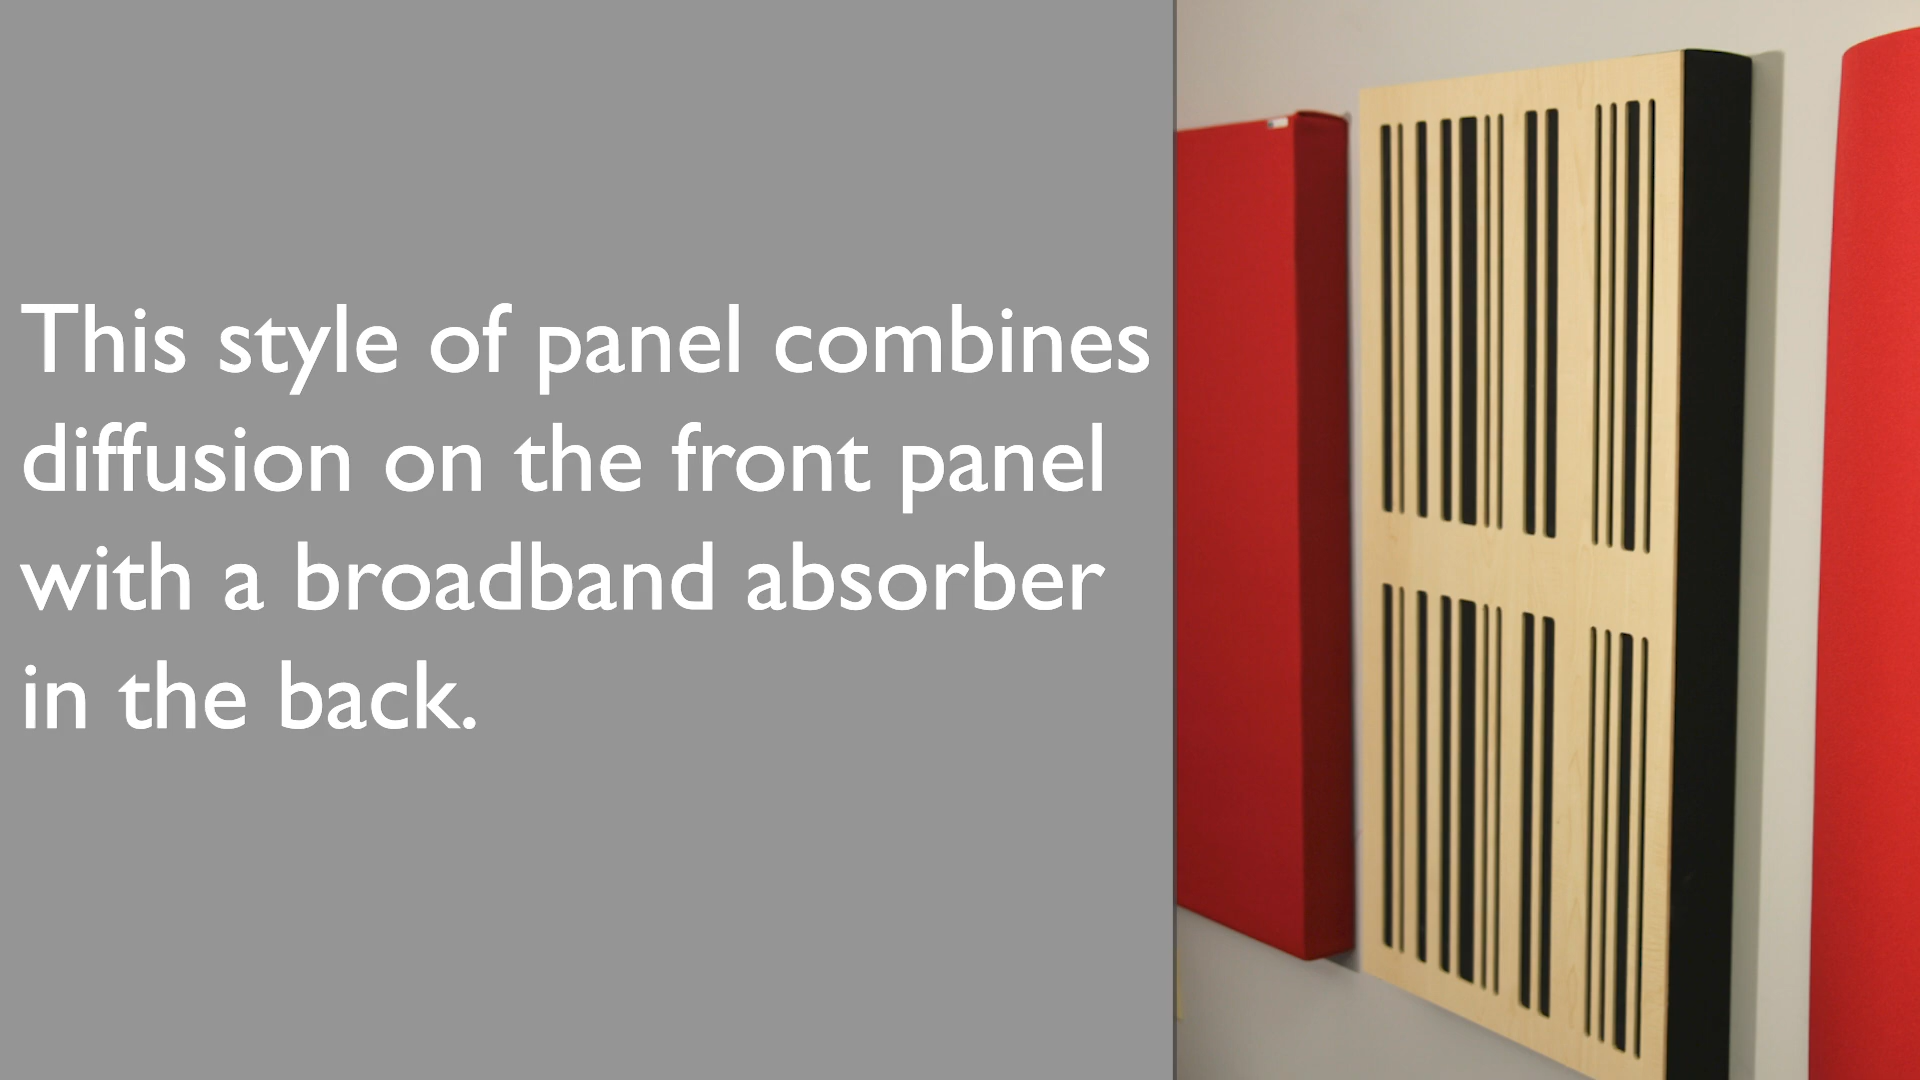 This style of panel combines
diffusion on the front panel
with a broadband absorber
in the back.